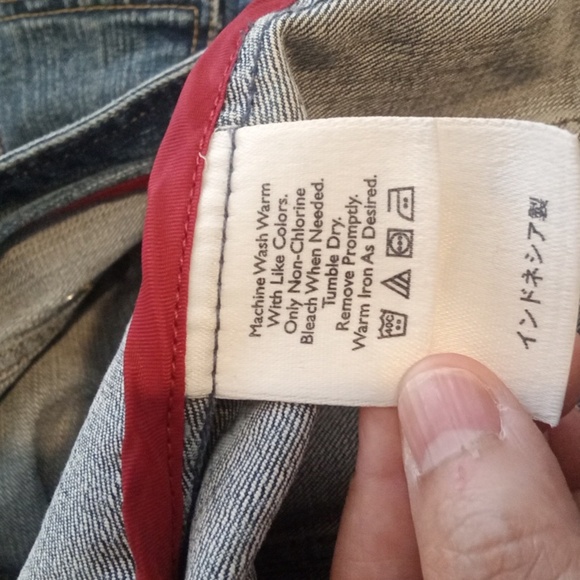 Machine Wash Warm
With Like Colors.
Only Non-Chlorine
Bleach When Needed.
Tumble Dry.
Remove Promptly.
Warm Iron As Desired.
40C
インドネシア製